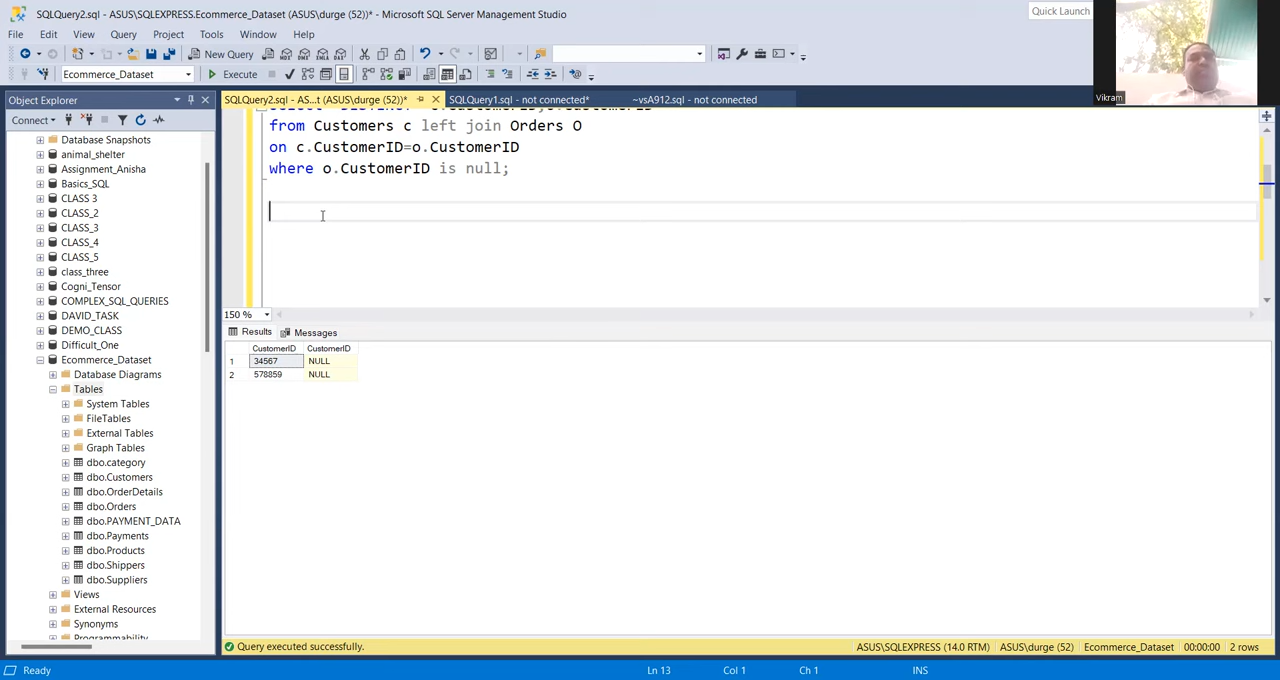 SQLQuery2.sql - ASUS\SQLEXPRESS.Ecommerce_Dataset (ASUS\durge (52))* - Microsoft SQL Server Management Studio
Quick Launch
File Edit View Query Project Tools Window Help
New Query
Ecommerce_Dataset
Execute
Object Explorer
SQLQuery2.sql - AS...t (ASUS\durge (52))*
SQLQuery1.sql - not connected*
~vsA912.sql - not connected
Vikram
Connect
from Customers c left join Orders O
on c.CustomerID=o.CustomerID
where o.CustomerID is null;
Database Snapshots
animal_shelter
Assignment_Anisha
Basics_SQL
CLASS 3
CLASS_2
CLASS_3
CLASS_4
CLASS_5
class_three
Cogni_Tensor
COMPLEX_SQL_QUERIES
DAVID_TASK
DEMO_CLASS
Difficult_One
Ecommerce_Dataset
Database Diagrams
Tables
System Tables
FileTables
External Tables
Graph Tables
dbo.category
dbo.Customers
dbo.OrderDetails
dbo.Orders
dbo.PAYMENT_DATA
dbo.Payments
dbo.Products
dbo.Shippers
dbo.Suppliers
Views
External Resources
Synonyms
Programmability
150 %
Results Messages
CustomerID CustomerID
1 34567 NULL
2 578859 NULL
Query executed successfully.
ASUS\SQLEXPRESS (14.0 RTM) ASUS\durge (52) Ecommerce_Dataset 00:00:00 2 rows
Ready Ln 13 Col 1 Ch 1 INS